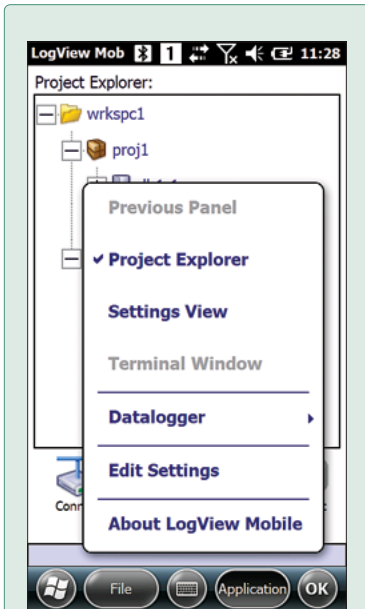 LogView Mob 1 11:28
Project Explorer:
wrkspc1
proj1
Previous Panel
Project Explorer
Settings View
Terminal Window
Datalogger
Edit Settings
About LogView Mobile
File Application OK